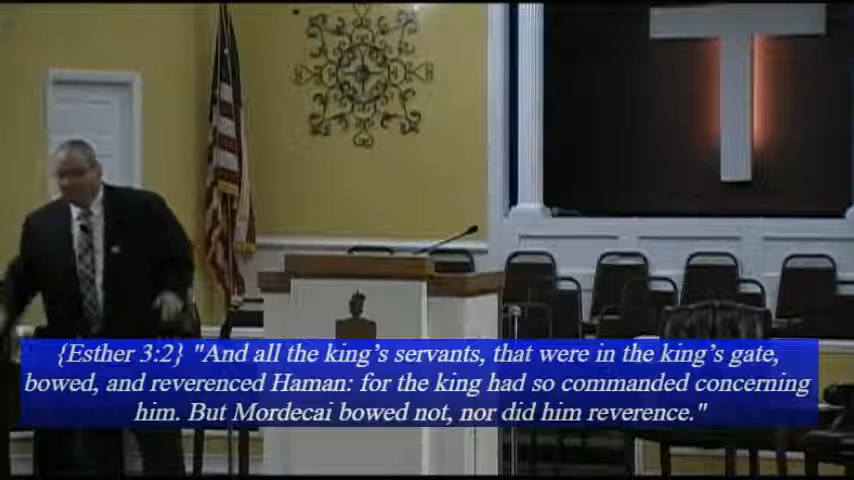 {Esther 3:2} "And all the king's servants, that were in the king's gate,
bowed, and reverenced Haman: for the king had so commanded concerning
him. But Mordecai bowed not, nor did him reverence."